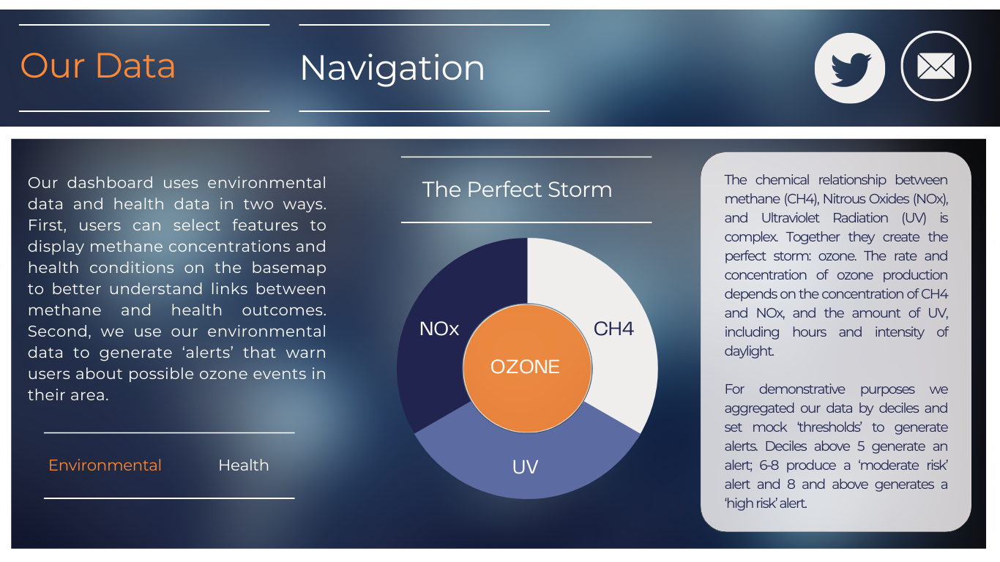 Our Data
Navigation
Our dashboard uses environmental
data and health data in two ways.
First, users can select features to
display methane concentrations and
health conditions on the basemap
to better understand links between
methane and health outcomes.
Second, we use our environmental
data to generate ‘alerts’ that warn
users about possible ozone events in
their area.
Environmental
Health
The Perfect Storm
NOx
CH4
OZONE
UV
The chemical relationship between
methane (CH4), Nitrous Oxides (NOx),
and Ultraviolet Radiation (UV) is
complex. Together they create the
perfect storm: ozone. The rate and
concentration of ozone production
depends on the concentration of CH4
and NOx, and the amount of UV,
including hours and intensity of
daylight.
For demonstrative purposes we
aggregated our data by deciles and
set mock ‘thresholds’ to generate
alerts. Deciles above 5 generate an
alert; 6-8 produce a ‘moderate risk’
alert and 8 and above generates a
‘high risk’ alert.